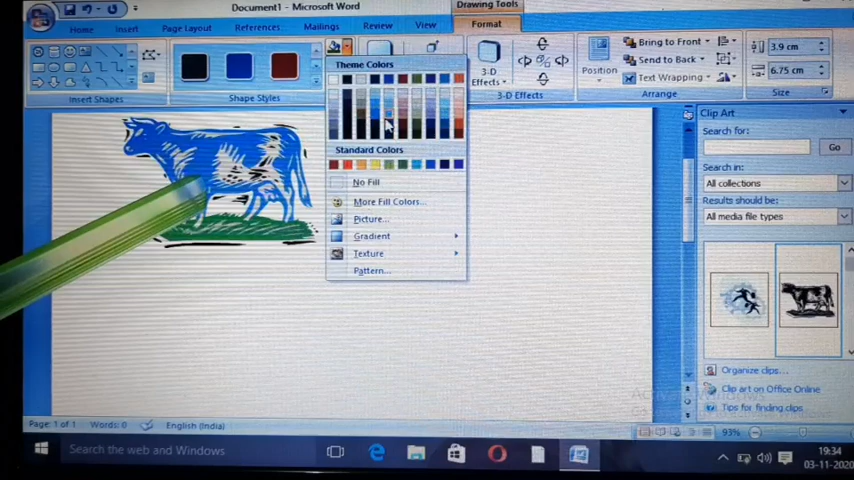 Document1 - Microsoft Word
Drawing Tools
Home
Insert
Page Layout
References
Mailings
Review
View
Format
Insert Shapes
Shape Styles
3-D Effects
3-D Effects
Position
Bring to Front
Send to Back
Text Wrapping
3.9 cm
6.75 cm
Arrange
Size
Theme Colors
Standard Colors
No Fill
More Fill Colors...
Picture...
Gradient
Texture
Pattern...
Clip Art
Search for:
Go
Search in:
All collections
Results should be:
All media file types
Organize clips...
Clip art on Office Online
Tips for finding clips
Page: 1 of 1
Words: 0
English (India)
93%
Search the web and Windows
19:34
03-11-2020